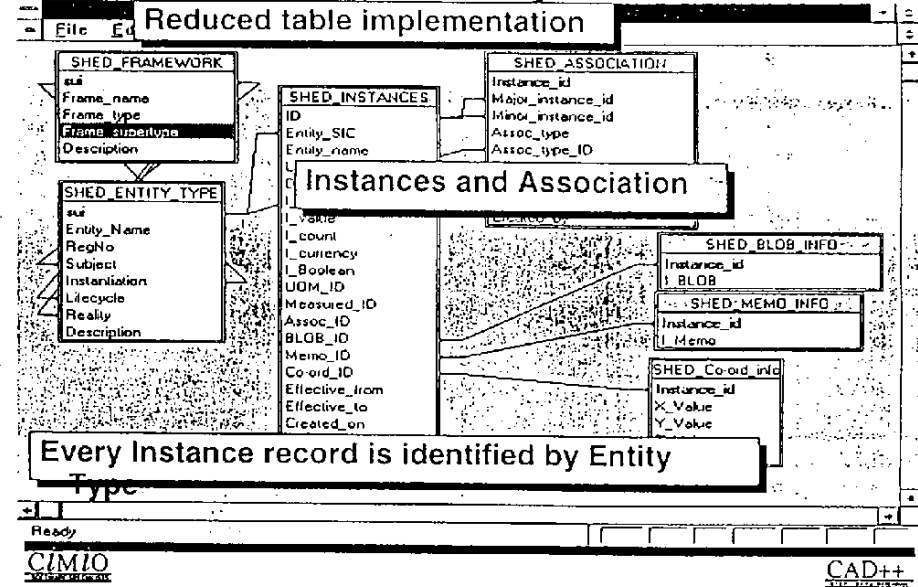 Reduced table implementation
File
SHED_FRAMEWORK
sui
Frame_name
Frame_type
Frame_supertype
Description
SHED_ENTITY_TYPE
sui
Entity_Name
RegNo
Subject
Instantiation
Lifecycle
Reality
Description
SHED_INSTANCES
ID
Entity_SIC
Entity_name
I_value
I_count
I_currency
I_Boolean
UOM_ID
Measured_ID
Assoc_ID
BLOB_ID
Memo_ID
Co-ord_ID
Effective_from
Effective_to
Created_on
SHED_ASSOCIATION
Instance_id
Major_instance_id
Minor_instance_id
Assoc_type
Assoc_type_ID
Instances and Association
SHED_BLOB_INFO
Instance_id
I_BLOB
SHED_MEMO_INFO
Instance_id
I_Memo
SHED_Co-ord_info
Instance_id
X_Value
Y_Value
Every Instance record is identified by Entity
Type
Ready
CIMIO
CAD++